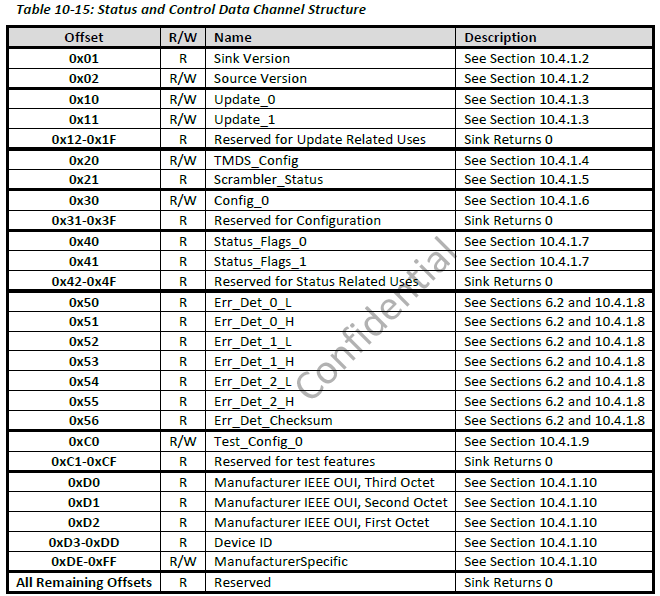 Table 10-15: Status and Control Data Channel Structure
Offset R/W Name Description
0x01 R Sink Version See Section 10.4.1.2
0x02 R/W Source Version See Section 10.4.1.2
0x10 R/W Update_0 See Section 10.4.1.3
0x11 R/W Update_1 See Section 10.4.1.3
0x12-0x1F R Reserved for Update Related Uses Sink Returns 0
0x20 R/W TMDS_Config See Section 10.4.1.4
0x21 R Scrambler_Status See Section 10.4.1.5
0x30 R/W Config_0 See Section 10.4.1.6
0x31-0x3F R Reserved for Configuration Sink Returns 0
0x40 R Status_Flags_0 See Section 10.4.1.7
0x41 R Status_Flags_1 See Section 10.4.1.7
0x42-0x4F R Reserved for Status Related Uses Sink Returns 0
0x50 R Err_Det_0_L See Sections 6.2 and 10.4.1.8
0x51 R Err_Det_0_H See Sections 6.2 and 10.4.1.8
0x52 R Err_Det_1_L See Sections 6.2 and 10.4.1.8
0x53 R Err_Det_1_H See Sections 6.2 and 10.4.1.8
0x54 R Err_Det_2_L See Sections 6.2 and 10.4.1.8
0x55 R Err_Det_2_H See Sections 6.2 and 10.4.1.8
0x56 R Err_Det_Checksum See Sections 6.2 and 10.4.1.8
0xC0 R/W Test_Config_0 See Section 10.4.1.9
0xC1-0xCF R Reserved for test features Sink Returns 0
0xD0 R Manufacturer IEEE OUI, Third Octet See Section 10.4.1.10
0xD1 R Manufacturer IEEE OUI, Second Octet See Section 10.4.1.10
0xD2 R Manufacturer IEEE OUI, First Octet See Section 10.4.1.10
0xD3-0xDD R Device ID See Section 10.4.1.10
0xDE-0xFF R/W ManufacturerSpecific See Section 10.4.1.10
All Remaining Offsets R Reserved Sink Returns 0
Confidential